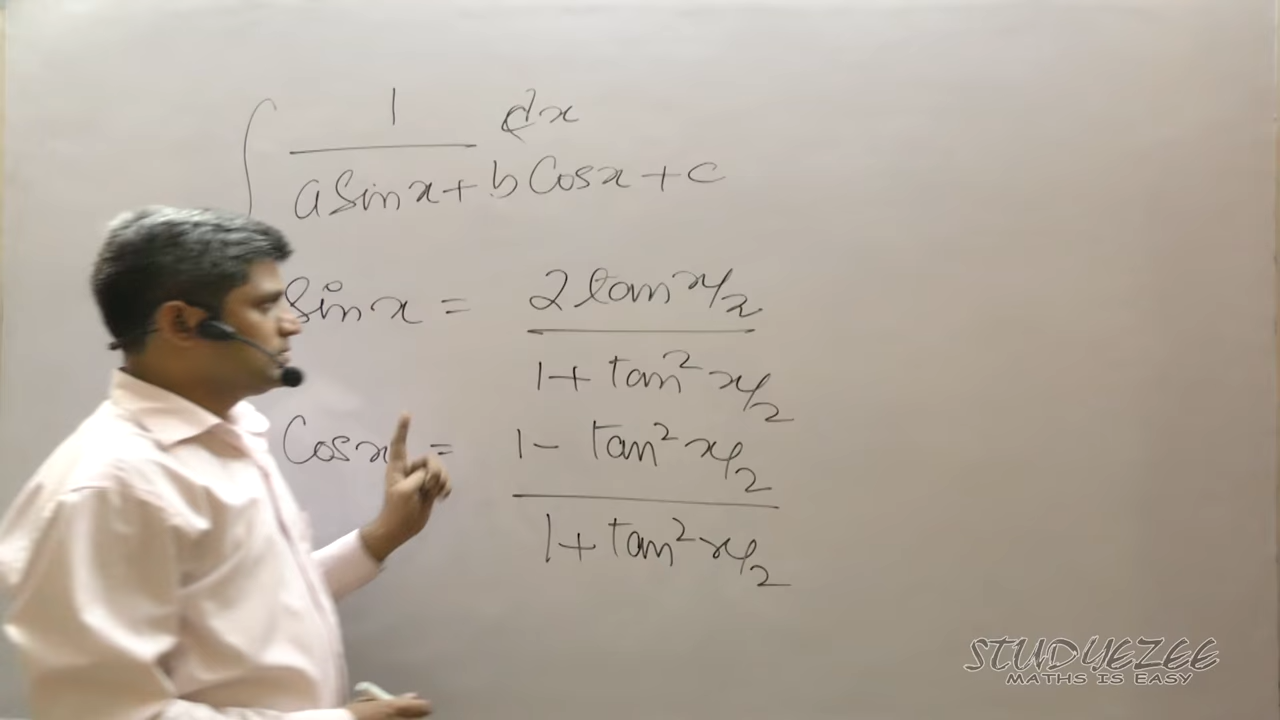 ∫ 1 dx
a Sin x + b Cos x + c
Sin x = 2 tan x/2
1 + tan² x/2
Cos x = 1 - tan² x/2
1 + tan² x/2
STUDYEZEE
MATHS IS EASY